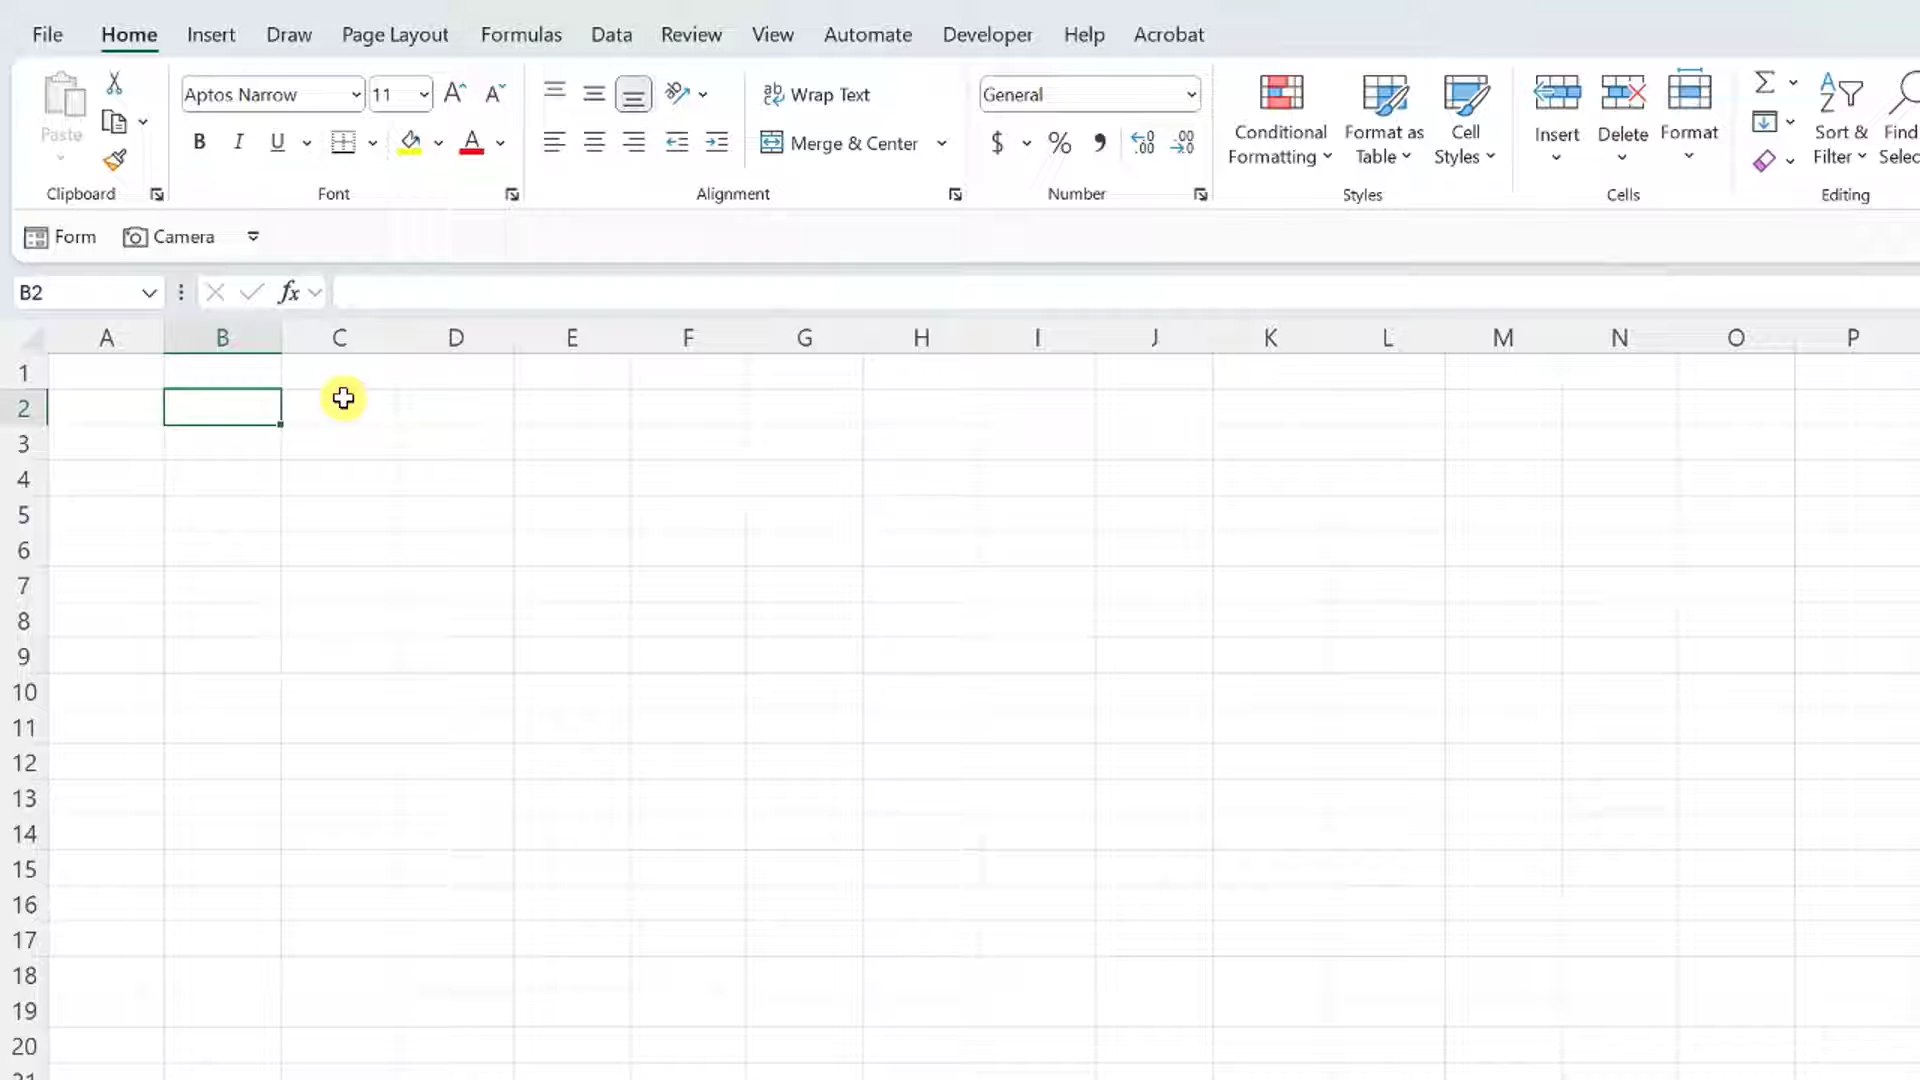 File Home Insert Draw Page Layout Formulas Data Review View Automate Developer Help Acrobat
Paste
Clipboard
Aptos Narrow 11
B I U
Font
Wrap Text
Merge & Center
Alignment
General
$ % ,
Number
Conditional Formatting
Format as Table
Cell Styles
Styles
Insert
Delete
Format
Cells
Sort & Filter
Find
Editing
Form Camera
B2 fx
A B C D E F G H I J K L M N O P
1
2
3
4
5
6
7
8
9
10
11
12
13
14
15
16
17
18
19
20